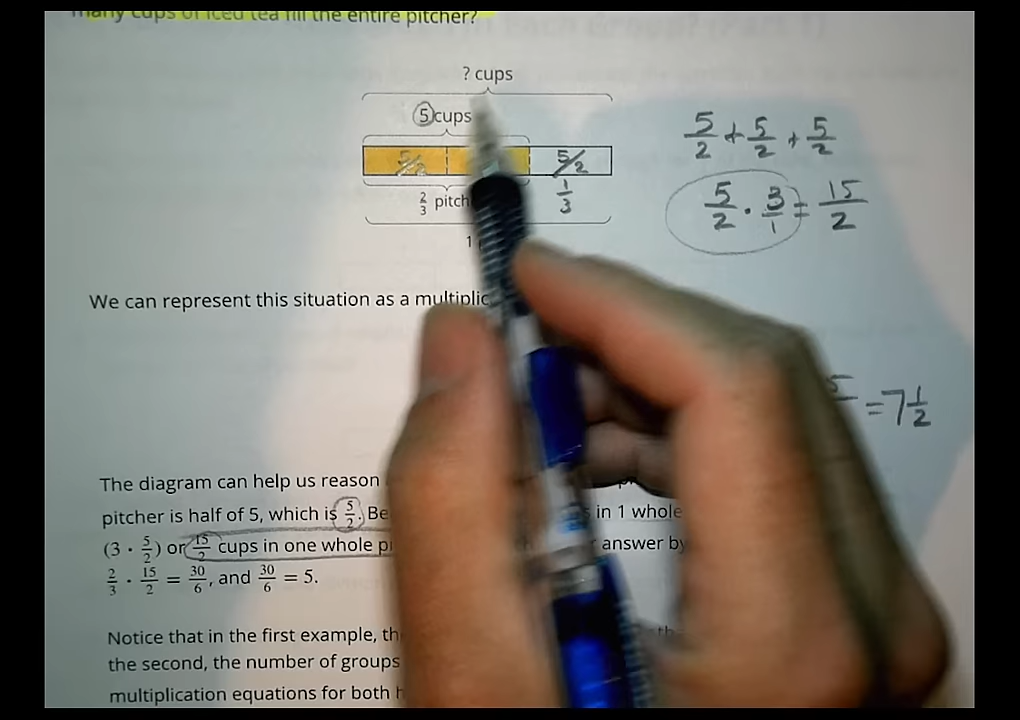 many cups of iced tea fill the entire pitcher?
? cups
5 cups
5/2 5/2
2/3 pitch
1/3
1
5/2 + 5/2 + 5/2
5/2 · 3/1 = 15/2
We can represent this situation as a multiplic
= 7 1/2
The diagram can help us reason
pitcher is half of 5, which is 5/2. Be in 1 whole
(3 · 5/2) or 15/2 cups in one whole pi answer by
2/3 · 15/2 = 30/6, and 30/6 = 5.
Notice that in the first example, th
the second, the number of groups
multiplication equations for both